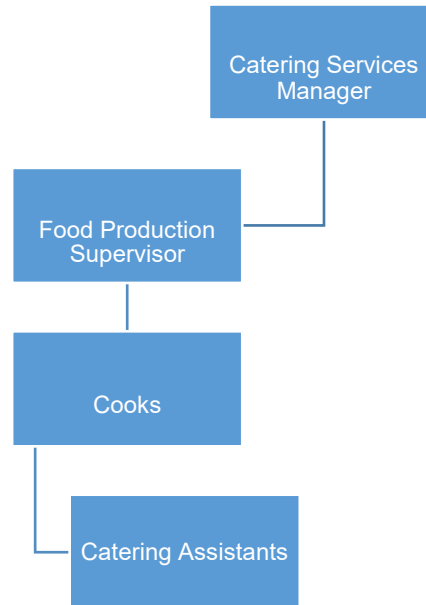 Catering Services
Manager
Food Production
Supervisor
Cooks
Catering Assistants